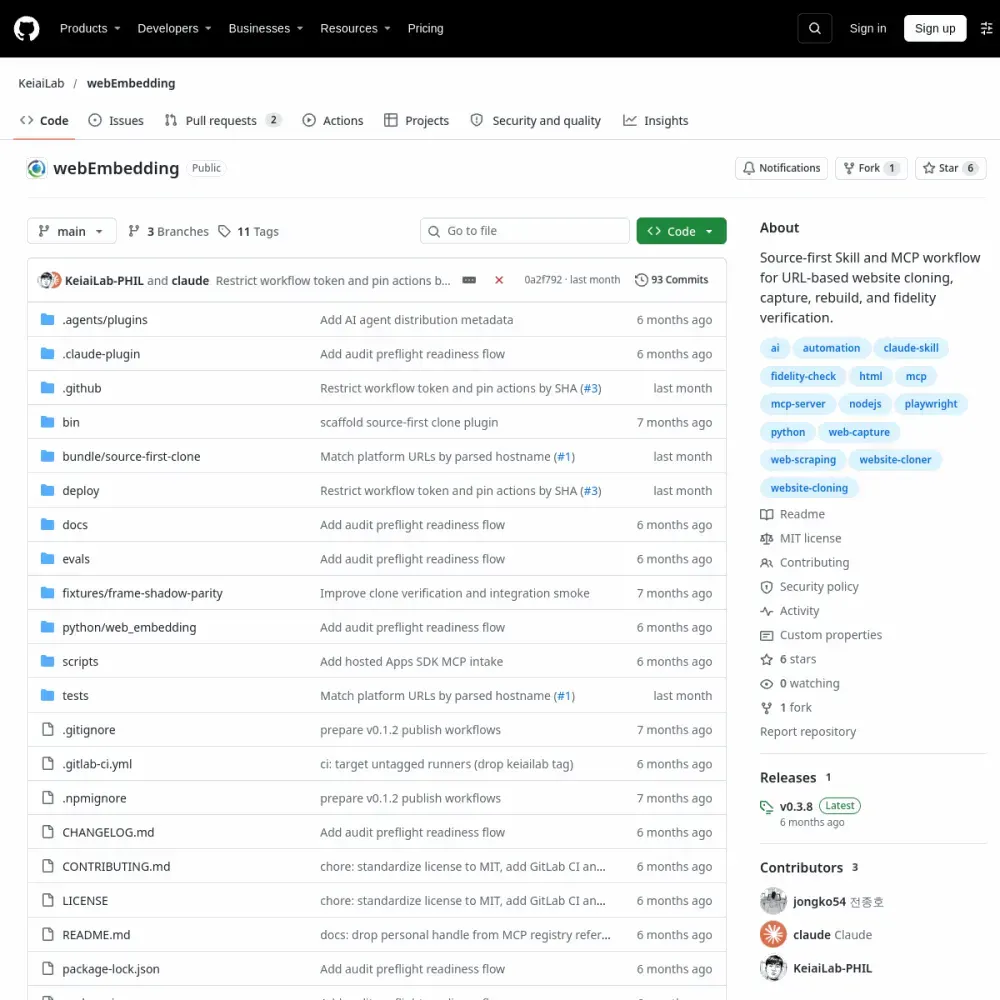 Products Developers Businesses Resources Pricing Sign in Sign up
KeiaiLab / webEmbedding
Code Issues Pull requests 2 Actions Projects Security and quality Insights
webEmbedding Public Notifications Fork 1 Star 6
main 3 Branches 11 Tags Go to file Code
KeiaiLab-PHIL and claude Restrict workflow token and pin actions b... 0a2f792 · last month 93 Commits
.agents/plugins Add AI agent distribution metadata 6 months ago
.claude-plugin Add audit preflight readiness flow 6 months ago
.github Restrict workflow token and pin actions by SHA (#3) last month
bin scaffold source-first clone plugin 7 months ago
bundle/source-first-clone Match platform URLs by parsed hostname (#1) last month
deploy Restrict workflow token and pin actions by SHA (#3) last month
docs Add audit preflight readiness flow 6 months ago
evals Add audit preflight readiness flow 6 months ago
fixtures/frame-shadow-parity Improve clone verification and integration smoke 7 months ago
python/web_embedding Add audit preflight readiness flow 6 months ago
scripts Add hosted Apps SDK MCP intake 6 months ago
tests Match platform URLs by parsed hostname (#1) last month
.gitignore prepare v0.1.2 publish workflows 7 months ago
.gitlab-ci.yml ci: target untagged runners (drop keiailab tag) 6 months ago
.npmignore prepare v0.1.2 publish workflows 7 months ago
CHANGELOG.md Add audit preflight readiness flow 6 months ago
CONTRIBUTING.md chore: standardize license to MIT, add GitLab CI an... 6 months ago
LICENSE chore: standardize license to MIT, add GitLab CI an... 6 months ago
README.md docs: drop personal handle from MCP registry refer... 6 months ago
package-lock.json Add audit preflight readiness flow 6 months ago
About
Source-first Skill and MCP workflow
for URL-based website cloning,
capture, rebuild, and fidelity
verification.
ai automation claude-skill
fidelity-check html mcp
mcp-server nodejs playwright
python web-capture
web-scraping website-cloner
website-cloning
Readme
MIT license
Contributing
Security policy
Activity
Custom properties
6 stars
0 watching
1 fork
Report repository
Releases 1
v0.3.8 Latest
6 months ago
Contributors 3
jongko54 전종호
claude Claude
KeiaiLab-PHIL